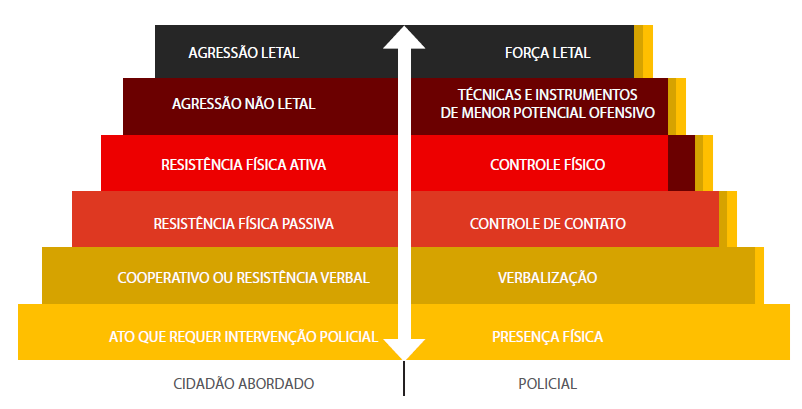 AGRESSÃO LETAL
FORÇA LETAL
AGRESSÃO NÃO LETAL
TÉCNICAS E INSTRUMENTOS
DE MENOR POTENCIAL OFENSIVO
RESISTÊNCIA FÍSICA ATIVA
CONTROLE FÍSICO
RESISTÊNCIA FÍSICA PASSIVA
CONTROLE DE CONTATO
COOPERATIVO OU RESISTÊNCIA VERBAL
VERBALIZAÇÃO
ATO QUE REQUER INTERVENÇÃO POLICIAL
PRESENÇA FÍSICA
CIDADÃO ABORDADO
POLICIAL